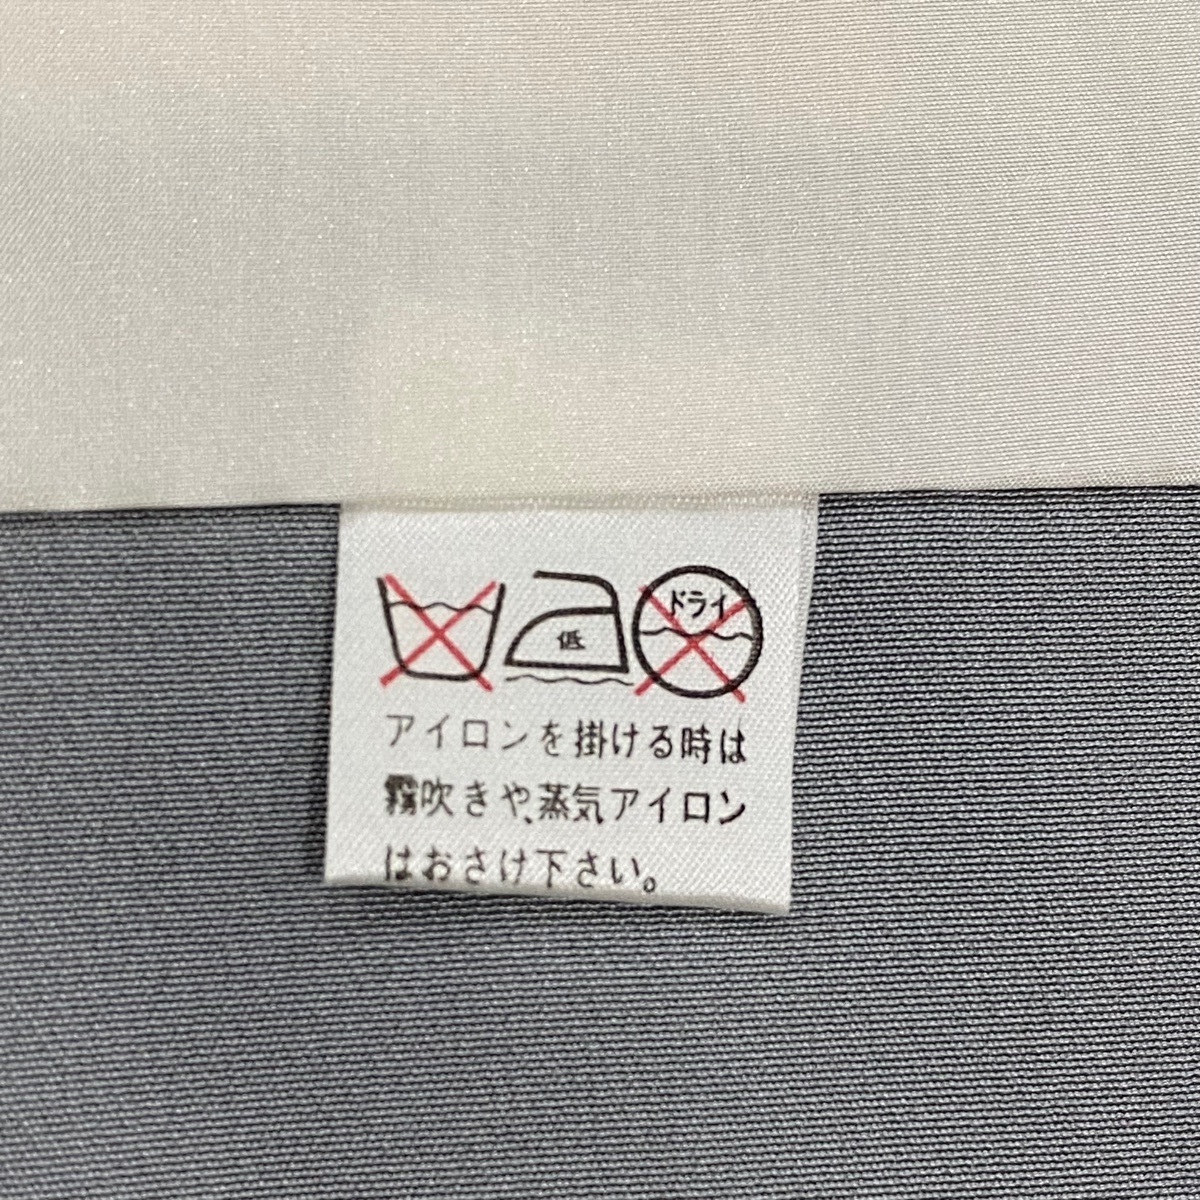 低 ドライ
アイロンを掛ける時は
霧吹きや、蒸気アイロン
はおさけ下さい。